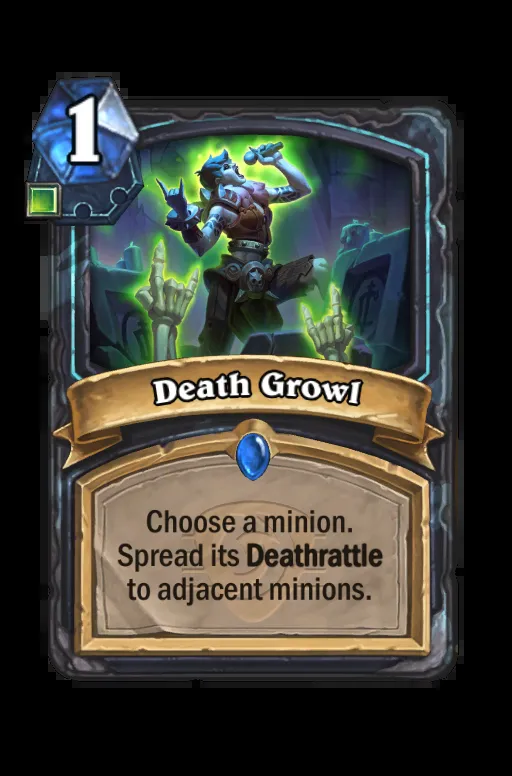 1
Death Growl
Choose a minion.
Spread its Deathrattle
to adjacent minions.